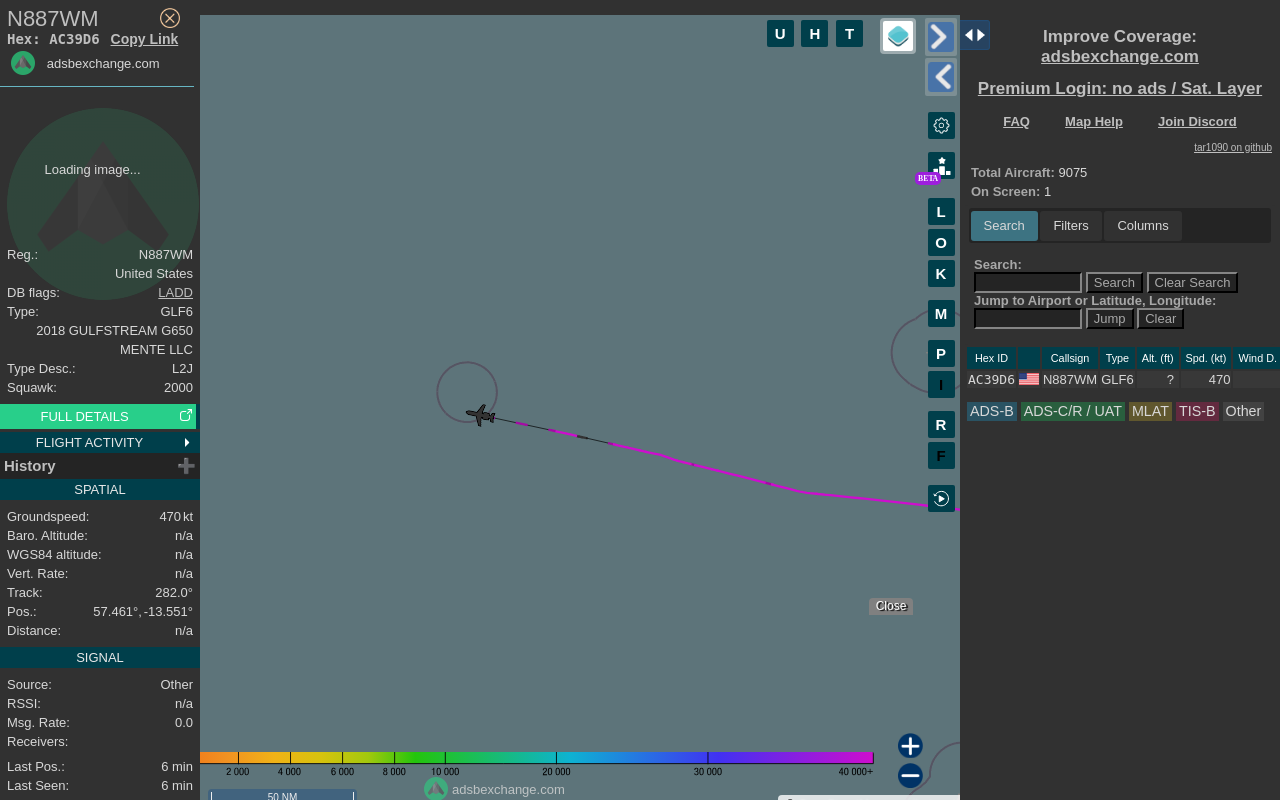 N887WM
Hex: AC39D6 Copy Link
adsbexchange.com
Loading image...
Reg.: N887WM
United States
DB flags: LADD
Type: GLF6
2018 GULFSTREAM G650
MENTE LLC
Type Desc.: L2J
Squawk: 2000
FULL DETAILS
FLIGHT ACTIVITY
History
SPATIAL
Groundspeed: 470 kt
Baro. Altitude: n/a
WGS84 altitude: n/a
Vert. Rate: n/a
Track: 282.0°
Pos.: 57.461°, -13.551°
Distance: n/a
SIGNAL
Source: Other
RSSI: n/a
Msg. Rate: 0.0
Receivers:
Last Pos.: 6 min
Last Seen: 6 min
U H T
BETA
L
O
K
M
P
I
R
F
Close
2 000 4 000 6 000 8 000 10 000 20 000 30 000 40 000+
adsbexchange.com
50 NM
Improve Coverage:
adsbexchange.com
Premium Login: no ads / Sat. Layer
FAQ Map Help Join Discord
tar1090 on github
Total Aircraft: 9075
On Screen: 1
Search Filters Columns
Search:
Search Clear Search
Jump to Airport or Latitude, Longitude:
Jump Clear
Hex ID Callsign Type Alt. (ft) Spd. (kt) Wind D.
AC39D6 N887WM GLF6 ? 470
ADS-B ADS-C/R / UAT MLAT TIS-B Other